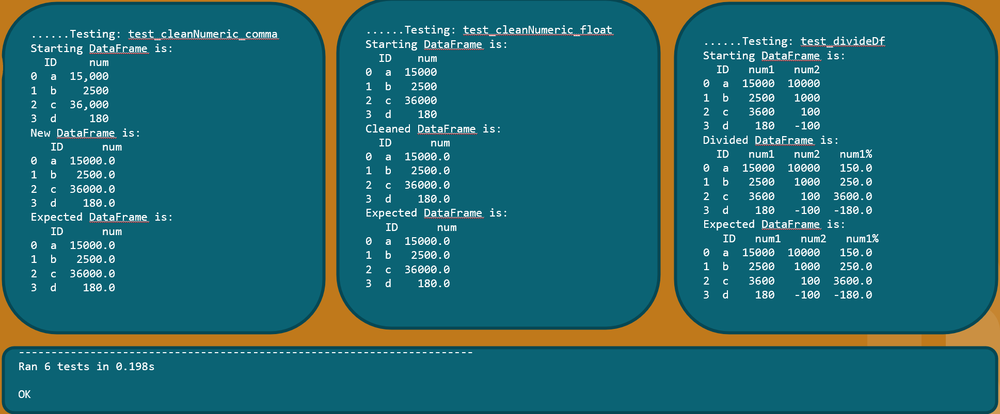 ......Testing: test_cleanNumeric_comma
Starting DataFrame is:
  ID     num
0  a  15,000
1  b    2500
2  c  36,000
3  d     180
New DataFrame is:
   ID      num
0  a  15000.0
1  b   2500.0
2  c  36000.0
3  d    180.0
Expected DataFrame is:
   ID      num
0  a  15000.0
1  b   2500.0
2  c  36000.0
3  d    180.0
......Testing: test_cleanNumeric_float
Starting DataFrame is:
  ID    num
0  a  15000
1  b   2500
2  c  36000
3  d    180
Cleaned DataFrame is:
  ID      num
0  a  15000.0
1  b   2500.0
2  c  36000.0
3  d    180.0
Expected DataFrame is:
   ID      num
0  a  15000.0
1  b   2500.0
2  c  36000.0
3  d    180.0
......Testing: test_divideDf
Starting DataFrame is:
  ID   num1   num2
0  a  15000  10000
1  b   2500   1000
2  c   3600    100
3  d    180   -100
Divided DataFrame is:
  ID   num1   num2   num1%
0  a  15000  10000   150.0
1  b   2500   1000   250.0
2  c   3600    100  3600.0
3  d    180   -100  -180.0
Expected DataFrame is:
   ID   num1   num2   num1%
0  a  15000  10000   150.0
1  b   2500   1000   250.0
2  c   3600    100  3600.0
3  d    180   -100  -180.0
----------------------------------------------------------------------
Ran 6 tests in 0.198s
OK